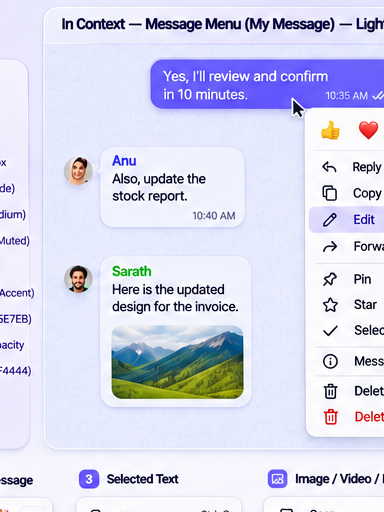 In Context — Message Menu (My Message) — Ligh
Yes, I'll review and confirm
in 10 minutes.
10:35 AM
Anu
Also, update the
stock report.
10:40 AM
Sarath
Here is the updated
design for the invoice.
Reply
Copy
Edit
Forwa
Pin
Star
Selec
Mess
Delet
Delet
ox
de)
dium)
Muted)
Accent)
5E7EB)
pacity
F4444)
essage
3 Selected Text
Image / Video /